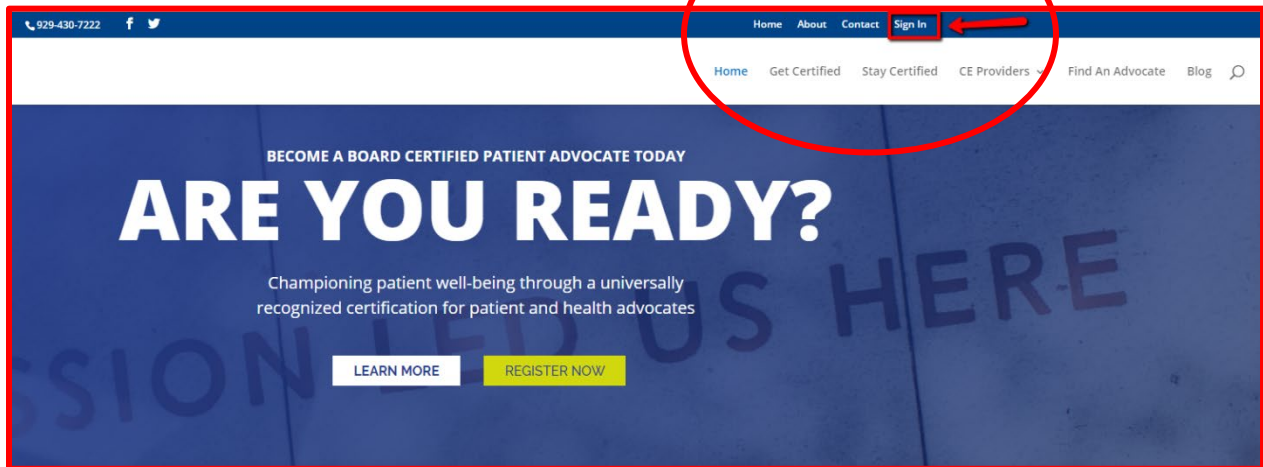 929-430-7222
Home About Contact Sign In
Home Get Certified Stay Certified CE Providers Find An Advocate Blog
BECOME A BOARD CERTIFIED PATIENT ADVOCATE TODAY
ARE YOU READY?
Championing patient well-being through a universally
recognized certification for patient and health advocates
SSION LED US HERE
LEARN MORE REGISTER NOW